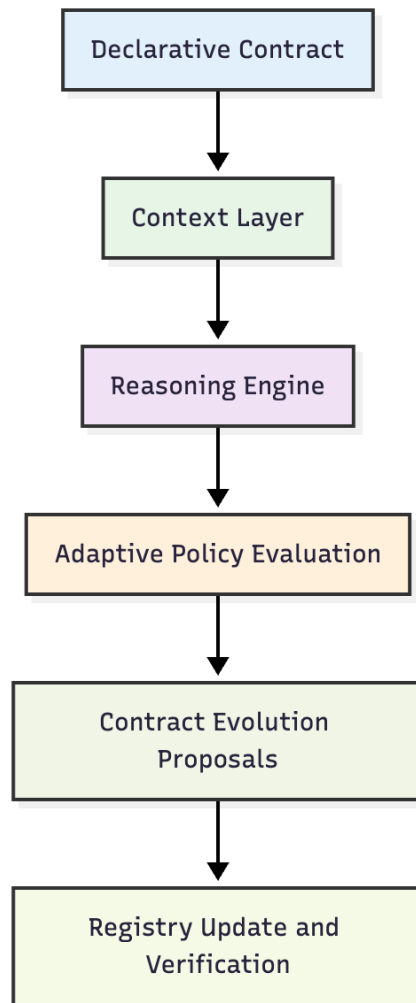 Declarative Contract
Context Layer
Reasoning Engine
Adaptive Policy Evaluation
Contract Evolution
Proposals
Registry Update and
Verification